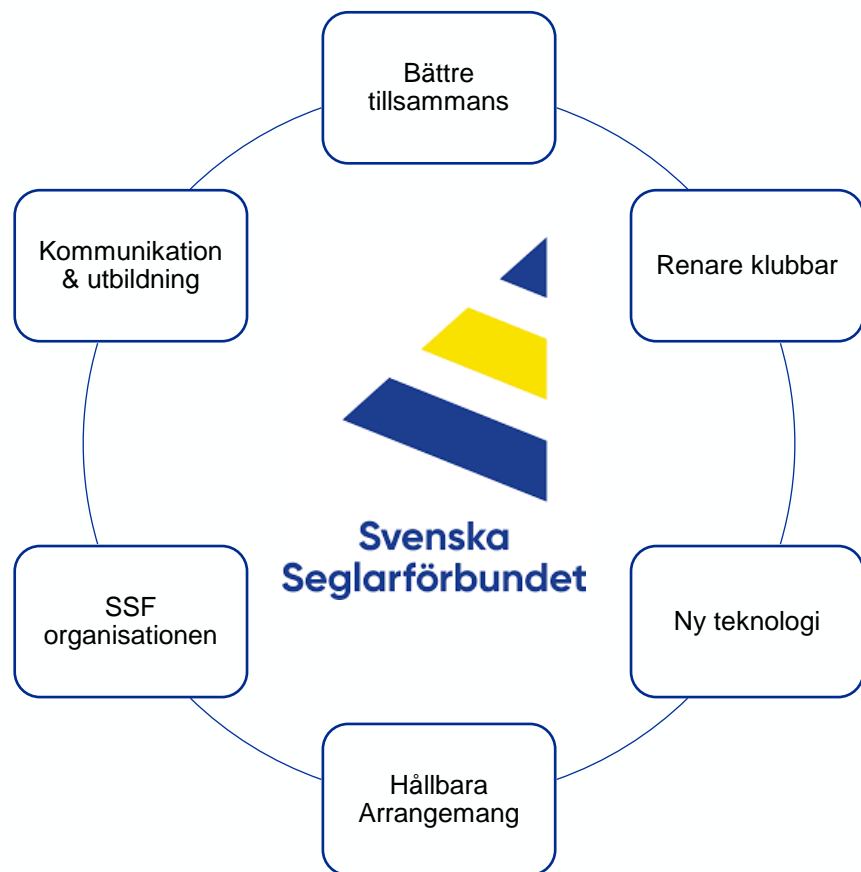 Bättre
tillsammans
Kommunikation
& utbildning
Renare klubbar
Svenska
Seglarförbundet
SSF
organisationen
Ny teknologi
Hållbara
Arrangemang